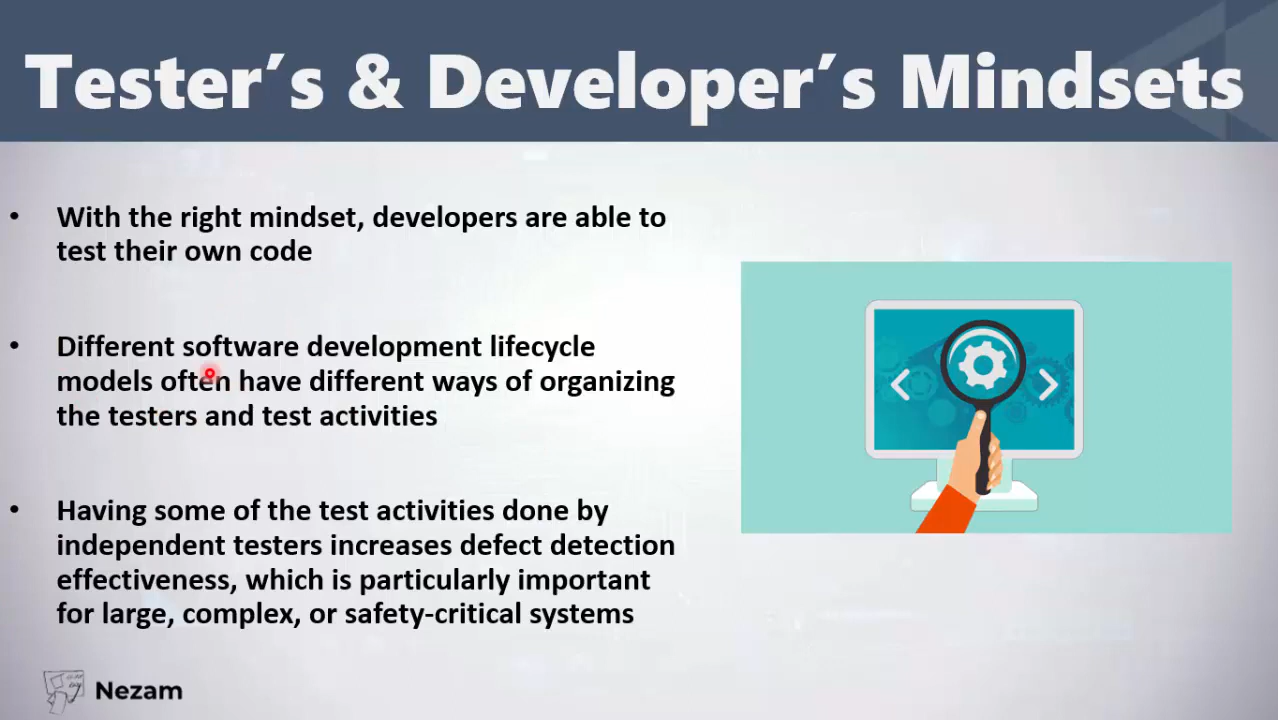 Tester’s & Developer’s Mindsets
• With the right mindset, developers are able to
test their own code
• Different software development lifecycle
models often have different ways of organizing
the testers and test activities
• Having some of the test activities done by
independent testers increases defect detection
effectiveness, which is particularly important
for large, complex, or safety-critical systems
Nezam